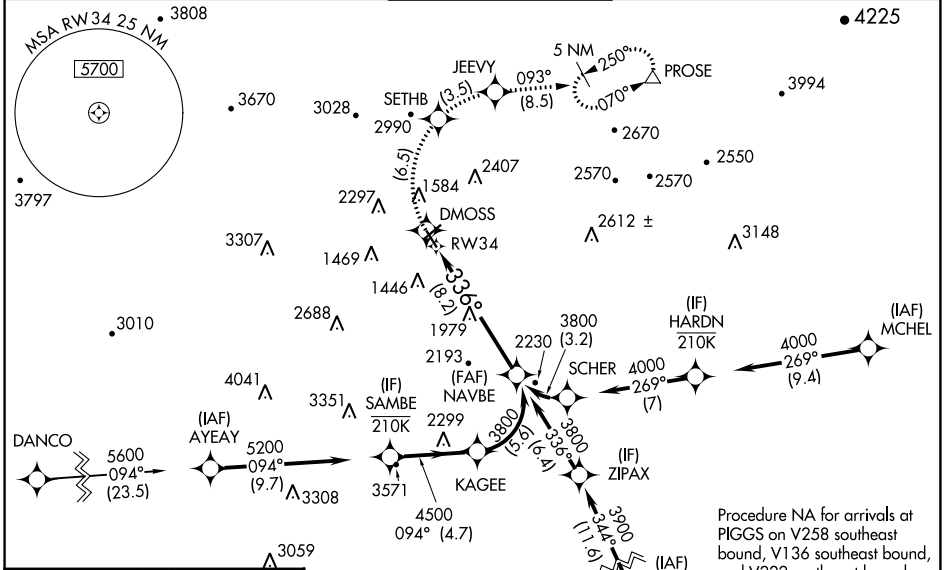 MSA RW34 25 NM
5700
3808
4225
5 NM
250°
070°
PROSE
JEEVY
093°
(8.5)
3994
3670
3028
SETHB
2990
(3.5)
2670
2550
2570
2570
3797
(6.5)
2407
1584
2297
DMOSS
RW34
2612 ±
3148
3307
1469
1446
336°
(8.2)
2688
1979
3010
2193
2230
3800
(3.2)
SCHER
(IF)
HARDN
210K
4000
269°
(7)
(IAF)
MCHEL
4000
269°
(9.4)
(FAF)
NAVBE
4041
3351
(IF)
SAMBE
210K
2299
(IAF)
AYEAY
DANCO
5600
094°
(23.5)
5200
094°
(9.7)
3308
3571
KAGEE
3800
(5.6)
3800
336°
(6.4)
(IF)
ZIPAX
4500
094° (4.7)
3059
3900
344°
(11.6)
(IAF)
Procedure NA for arrivals at
PIGGS on V258 southeast
bound, V136 southeast bound,